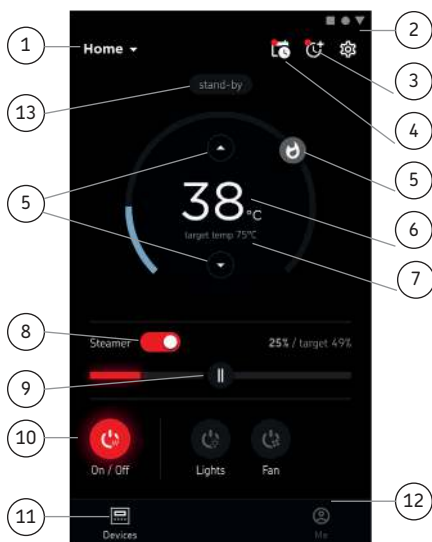 1
Home
2
3
4
13
stand-by
5
5
38°C
6
target temp 75°C
7
8
Steamer
25% / target 49%
9
10
On / Off
Lights
Fan
11
12
Devices
Me